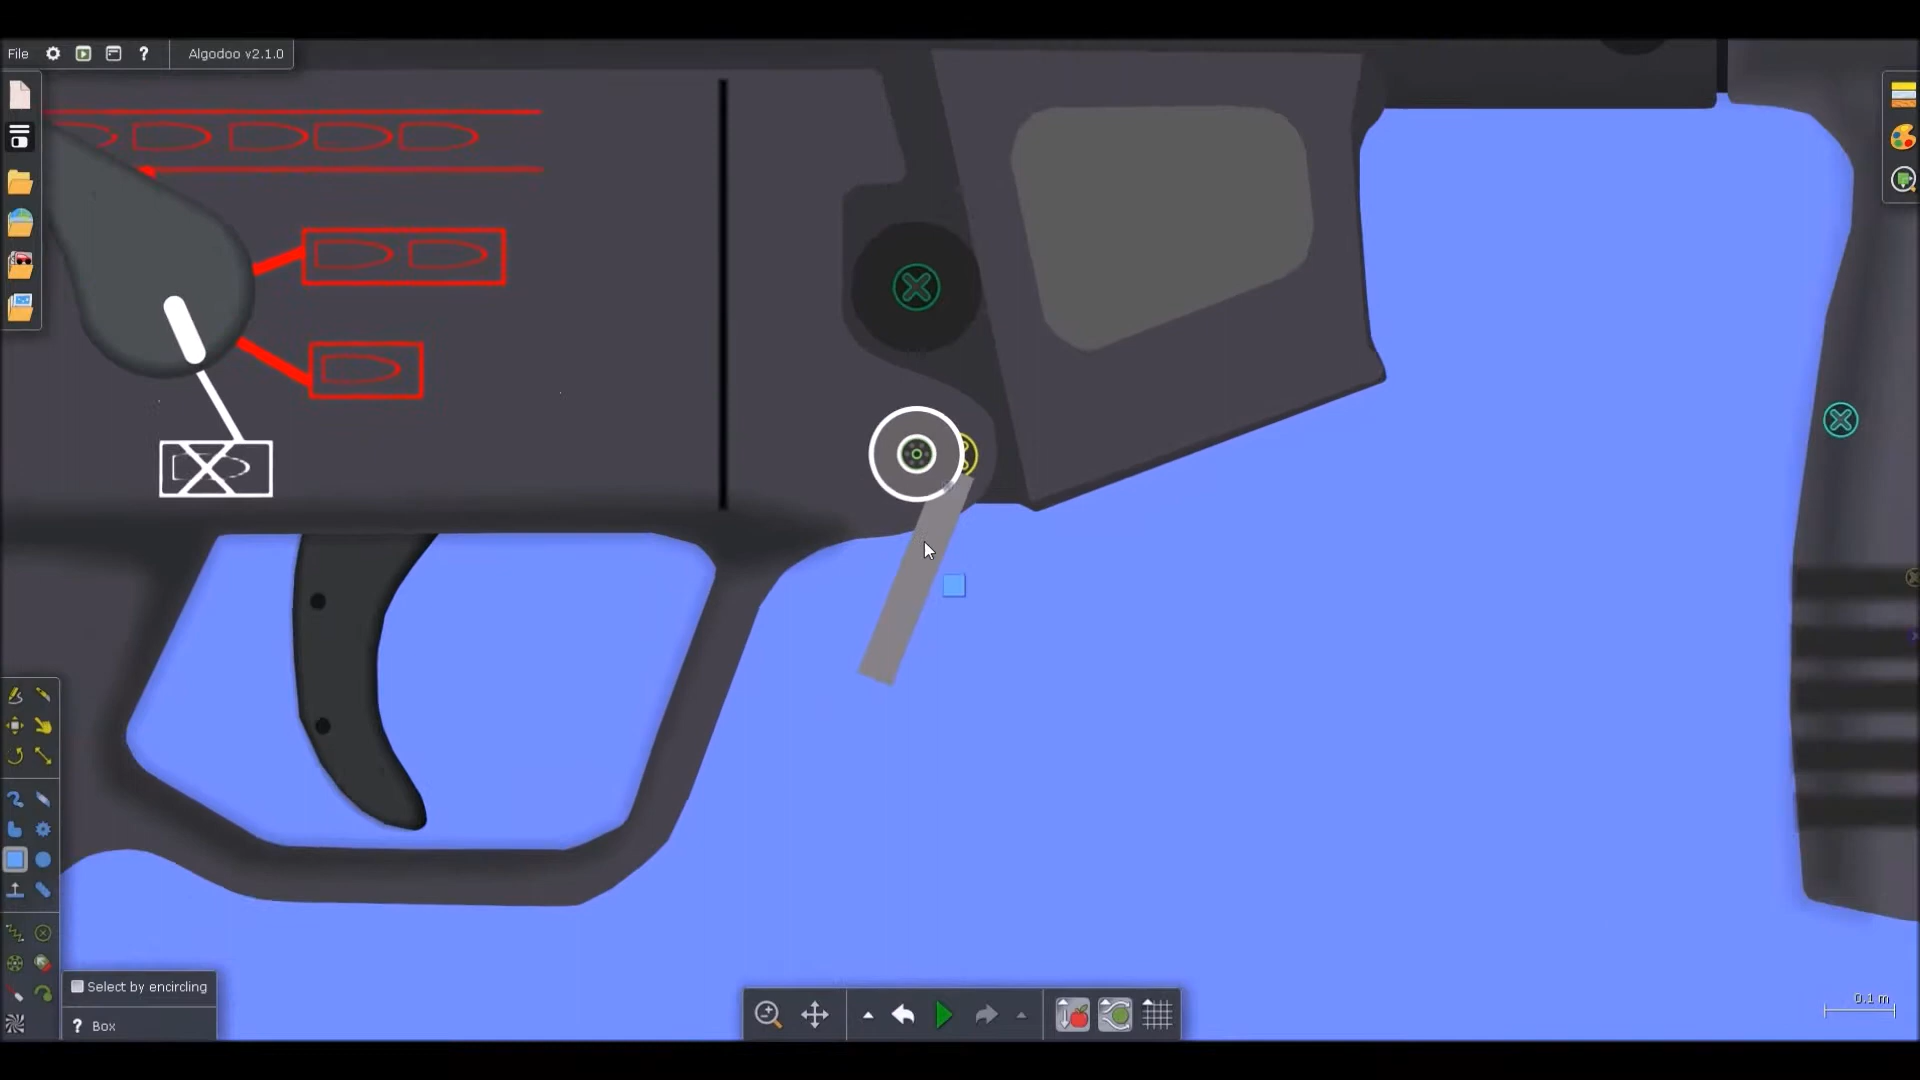 File ? Algodoo v2.1.0
Select by encircling
? Box
0.1 m